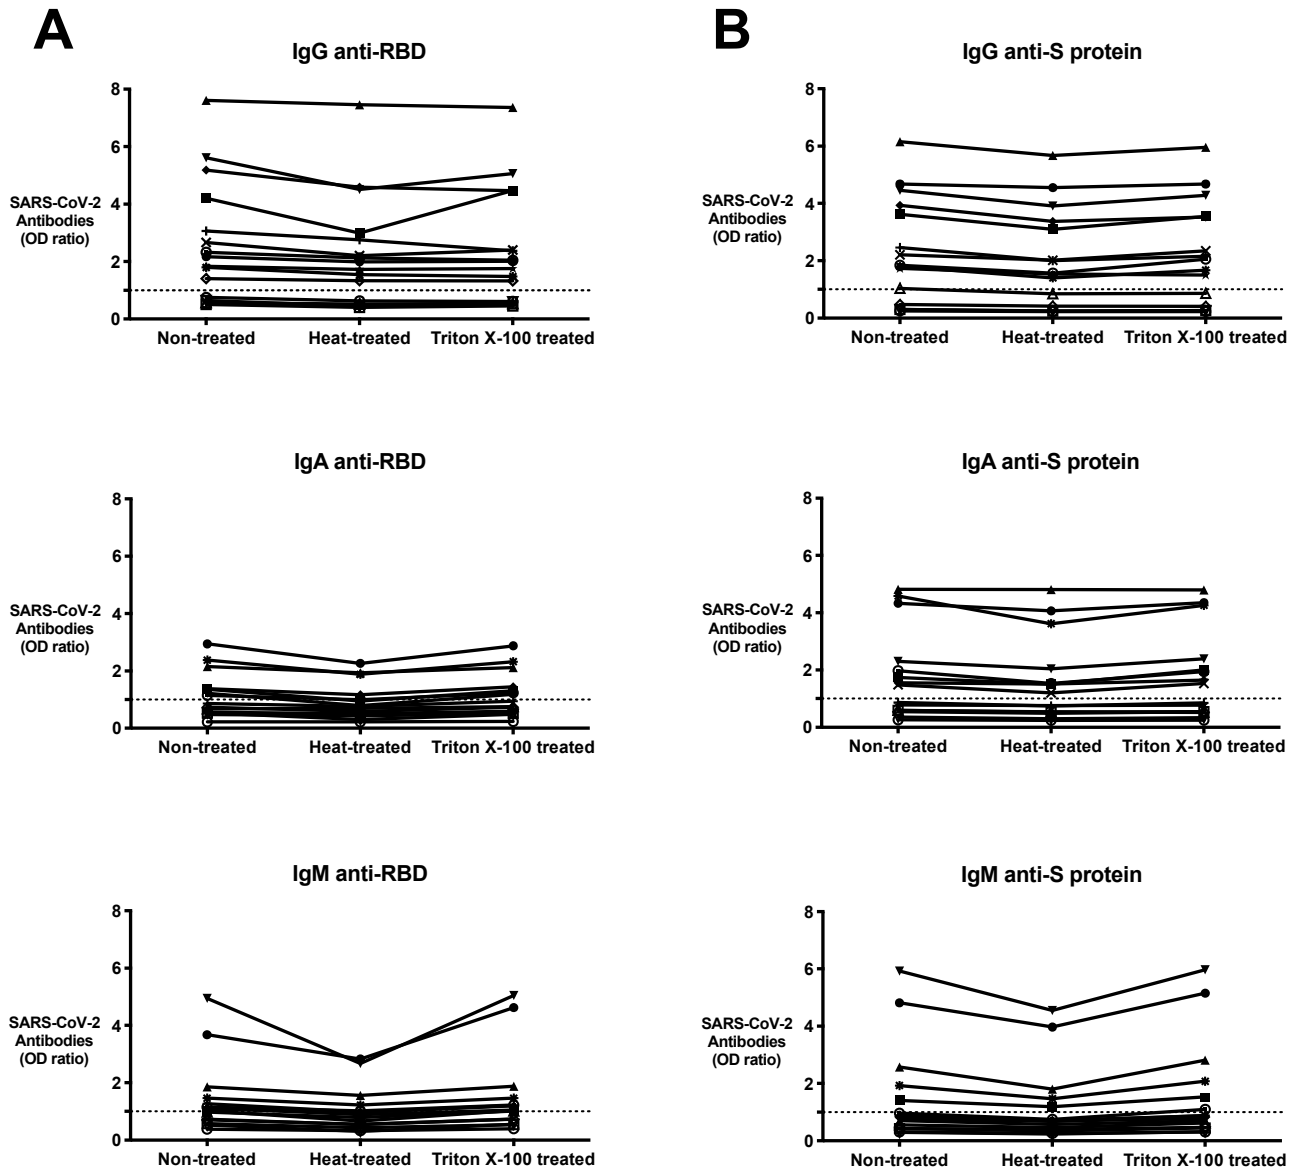 A
IgG anti-RBD
SARS-CoV-2
Antibodies
(OD ratio)
8
6
4
2
0
Non-treated Heat-treated Triton X-100 treated
B
IgG anti-S protein
SARS-CoV-2
Antibodies
(OD ratio)
8
6
4
2
0
Non-treated Heat-treated Triton X-100 treated
IgA anti-RBD
SARS-CoV-2
Antibodies
(OD ratio)
8
6
4
2
0
Non-treated Heat-treated Triton X-100 treated
IgA anti-S protein
SARS-CoV-2
Antibodies
(OD ratio)
8
6
4
2
0
Non-treated Heat-treated Triton X-100 treated
IgM anti-RBD
SARS-CoV-2
Antibodies
(OD ratio)
8
6
4
2
0
Non-treated Heat-treated Triton X-100 treated
IgM anti-S protein
SARS-CoV-2
Antibodies
(OD ratio)
8
6
4
2
0
Non-treated Heat-treated Triton X-100 treated